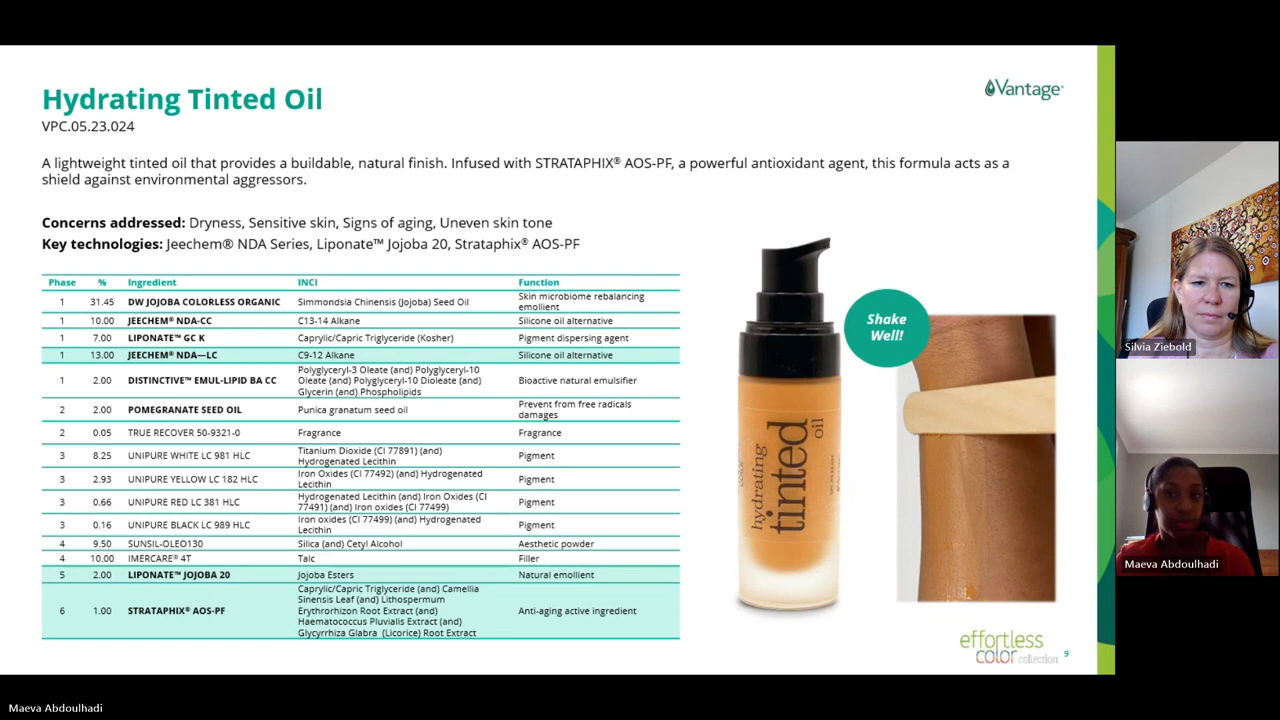 Hydrating Tinted Oil
Vantage
VPC.05.23.024
A lightweight tinted oil that provides a buildable, natural finish. Infused with STRATAPHIX® AOS-PF, a powerful antioxidant agent, this formula acts as a
shield against environmental aggressors.
Concerns addressed: Dryness, Sensitive skin, Signs of aging, Uneven skin tone
Key technologies: Jeechem® NDA Series, Liponate™ Jojoba 20, Strataphix® AOS-PF
Phase % Ingredient INCI Function
1 31.45 DW JOJOBA COLORLESS ORGANIC Simmondsia Chinensis (Jojoba) Seed Oil Skin microbiome rebalancing
emollient
1 10.00 JEECHEM® NDA-CC C13-14 Alkane Silicone oil alternative
1 7.00 LIPONATE™ GC K Caprylic/Capric Triglyceride (Kosher) Pigment dispersing agent
1 13.00 JEECHEM® NDA—LC C9-12 Alkane Silicone oil alternative
1 2.00 DISTINCTIVE™ EMUL-LIPID BA CC Polyglyceryl-3 Oleate (and) Polyglyceryl-10
Oleate (and) Polyglyceryl-10 Dioleate (and)
Glycerin (and) Phospholipids Bioactive natural emulsifier
2 2.00 POMEGRANATE SEED OIL Punica granatum seed oil Prevent from free radicals
damages
2 0.05 TRUE RECOVER 50-9321-0 Fragrance Fragrance
3 8.25 UNIPURE WHITE LC 981 HLC Titanium Dioxide (CI 77891) (and)
Hydrogenated Lecithin Pigment
3 2.93 UNIPURE YELLOW LC 182 HLC Iron Oxides (CI 77492) (and) Hydrogenated
Lecithin Pigment
3 0.66 UNIPURE RED LC 381 HLC Hydrogenated Lecithin (and) Iron Oxides (CI
77491) (and) Iron oxides (CI 77499) Pigment
3 0.16 UNIPURE BLACK LC 989 HLC Iron oxides (CI 77499) (and) Hydrogenated
Lecithin Pigment
4 9.50 SUNSIL-OLEO130 Silica (and) Cetyl Alcohol Aesthetic powder
4 10.00 IMERCARE® 4T Talc Filler
5 2.00 LIPONATE™ JOJOBA 20 Jojoba Esters Natural emollient
6 1.00 STRATAPHIX® AOS-PF Caprylic/Capric Triglyceride (and) Camellia
Sinensis Leaf (and) Lithospermum
Erythrorhizon Root Extract (and)
Haematococcus Pluvialis Extract (and)
Glycyrrhiza Glabra (Licorice) Root Extract Anti-aging active ingredient
Shake
Well!
hydrating
tinted
oil
effortless
color collection
9
Silvia Ziebold
Maeva Abdoulhadi
Maeva Abdoulhadi